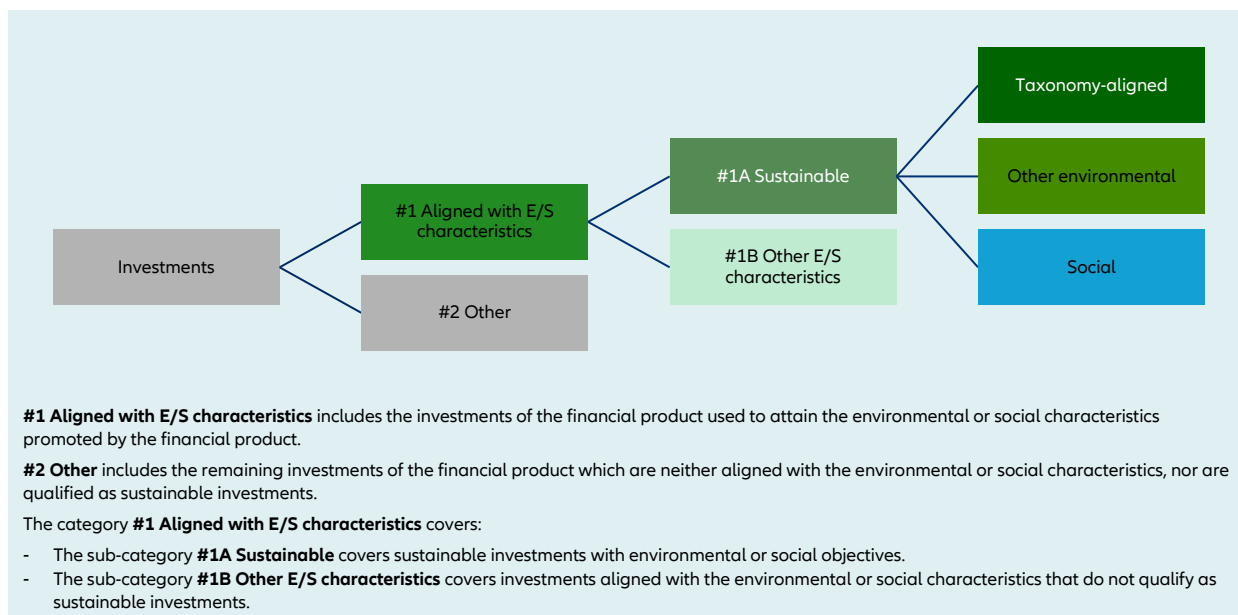 Taxonomy-aligned
#1A Sustainable
Other environmental
#1 Aligned with E/S
characteristics
Investments
#1B Other E/S
characteristics
Social
#2 Other
#1 Aligned with E/S characteristics includes the investments of the financial product used to attain the environmental or social characteristics
promoted by the financial product.
#2 Other includes the remaining investments of the financial product which are neither aligned with the environmental or social characteristics, nor are
qualified as sustainable investments.
The category #1 Aligned with E/S characteristics covers:
- The sub-category #1A Sustainable covers sustainable investments with environmental or social objectives.
- The sub-category #1B Other E/S characteristics covers investments aligned with the environmental or social characteristics that do not qualify as
sustainable investments.